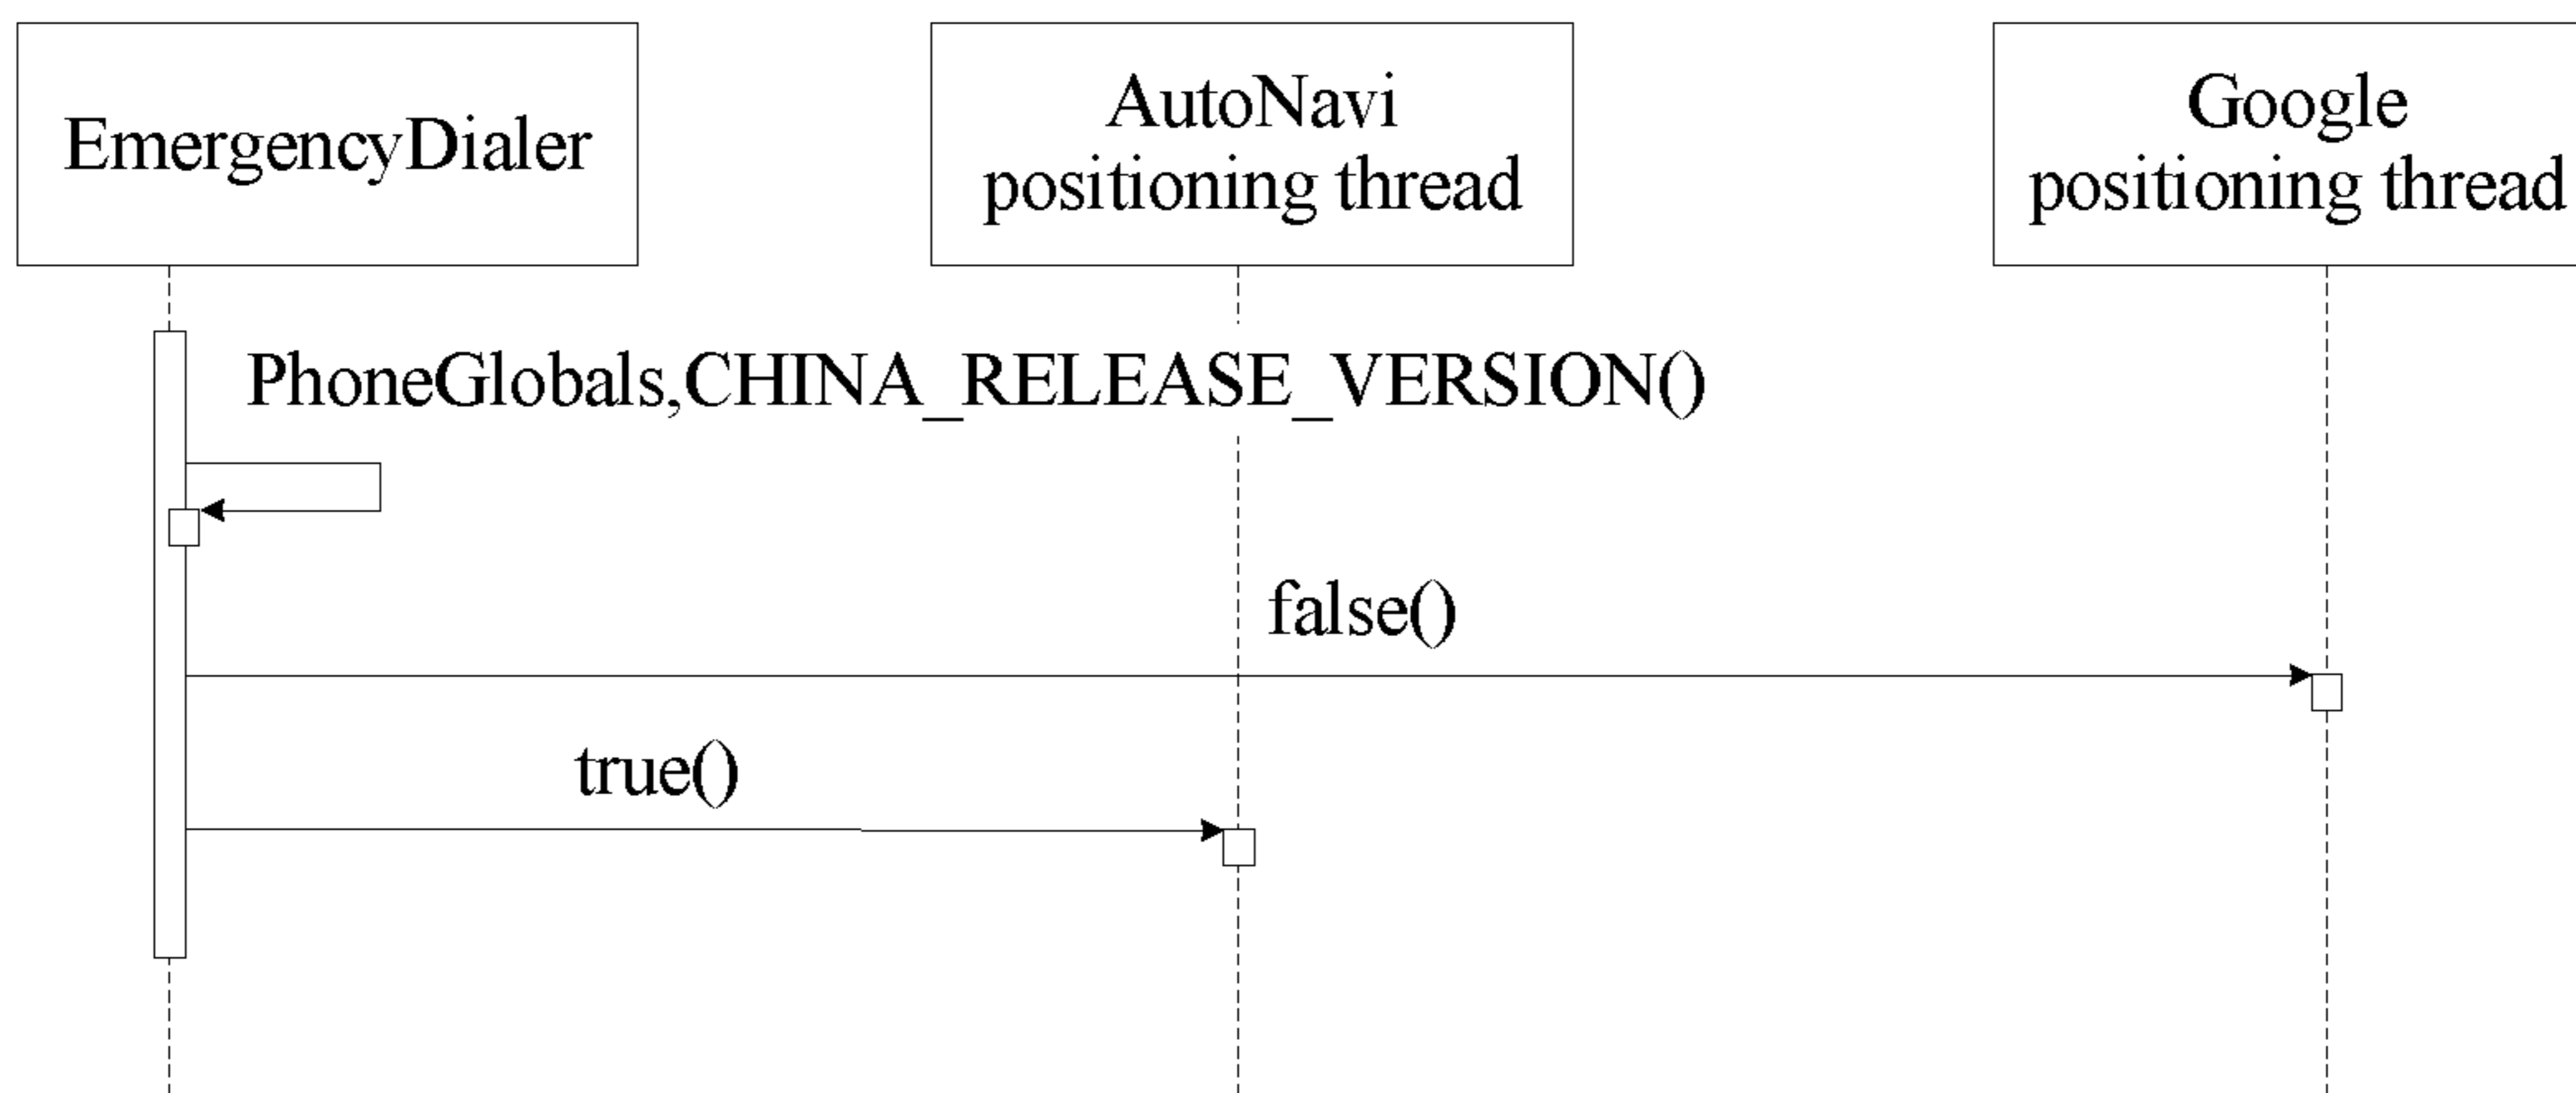 EmergencyDialer
AutoNavi
positioning thread
Google
positioning thread
PhoneGlobals,CHINA_RELEASE_VERSION()
false()
true()